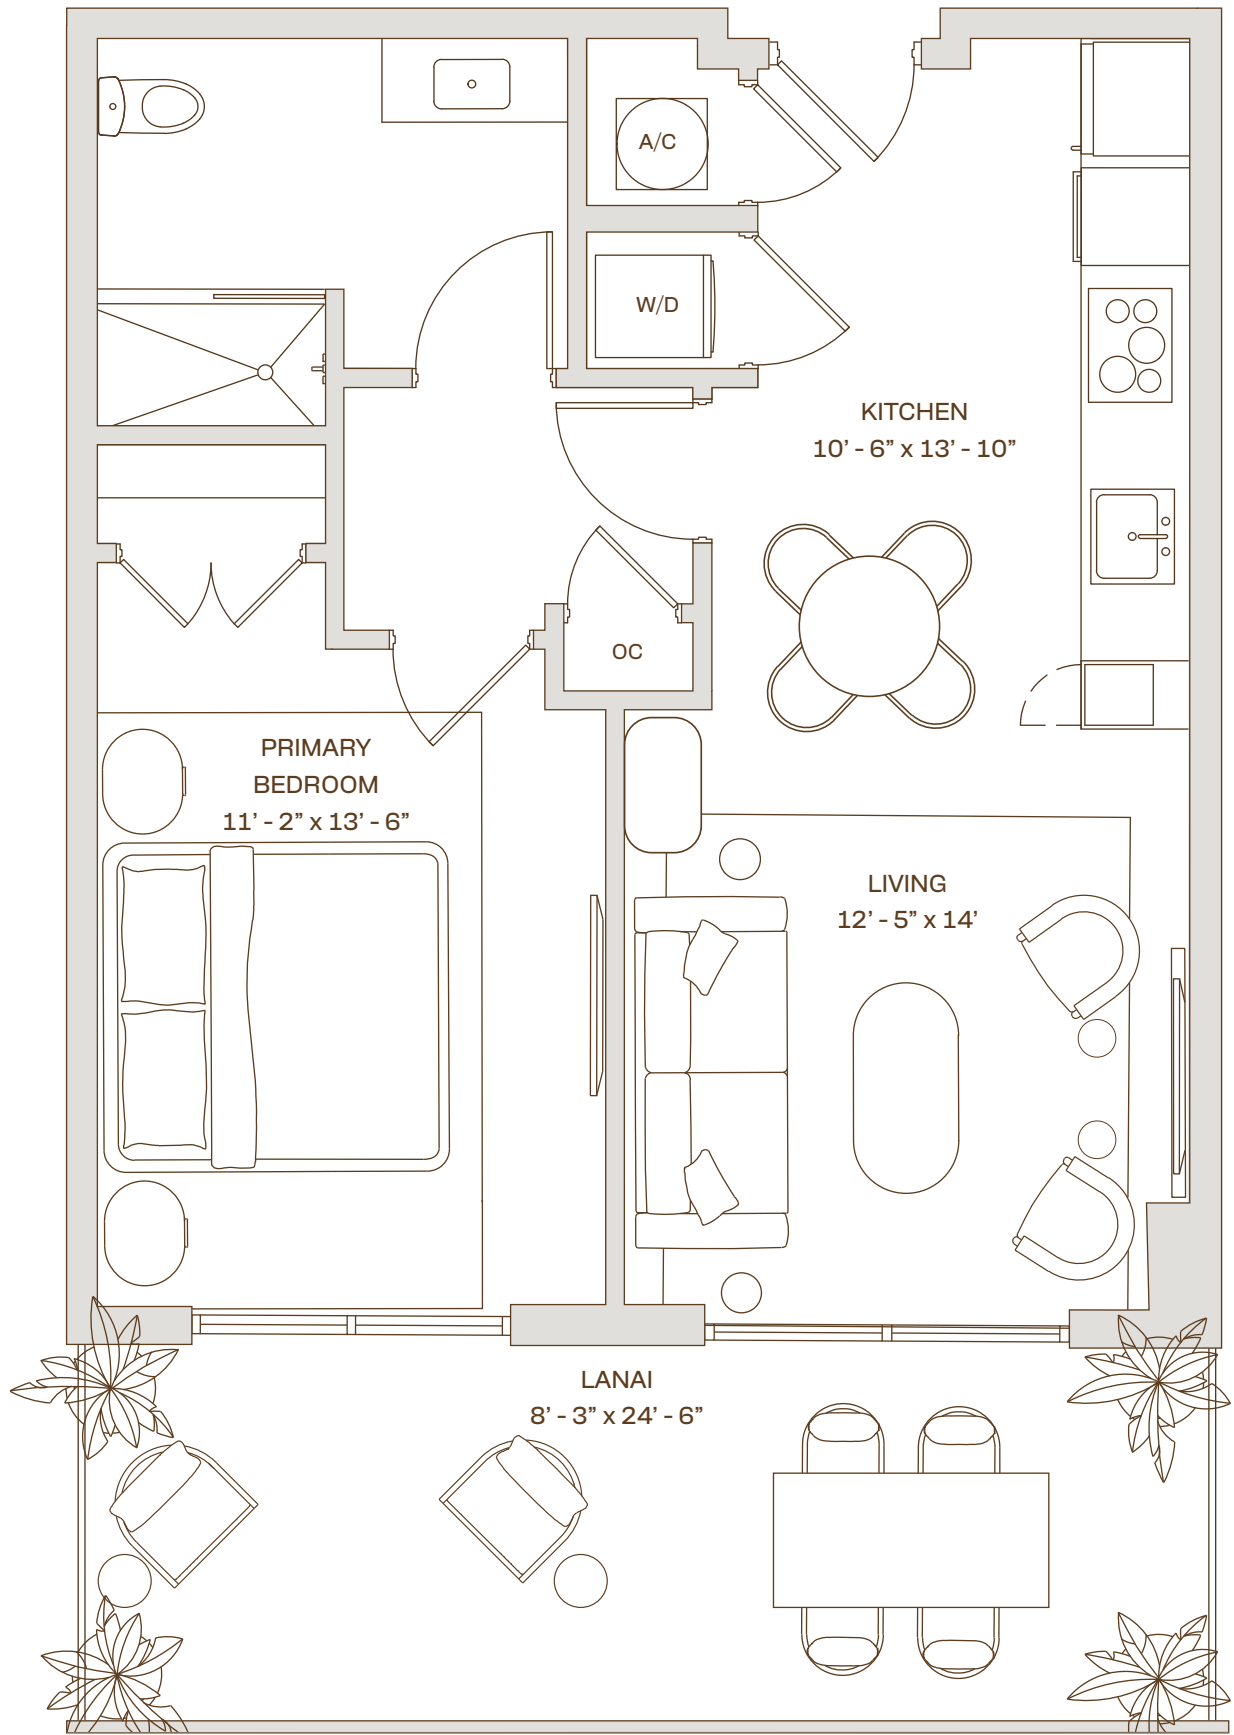 A/C
W/D
KITCHEN
10’ - 6” x 13’ - 10”
OC
PRIMARY
BEDROOM
11’ - 2” x 13’ - 6”
LIVING
12’ - 5” x 14’
LANAI
8’ - 3” x 24’ - 6”